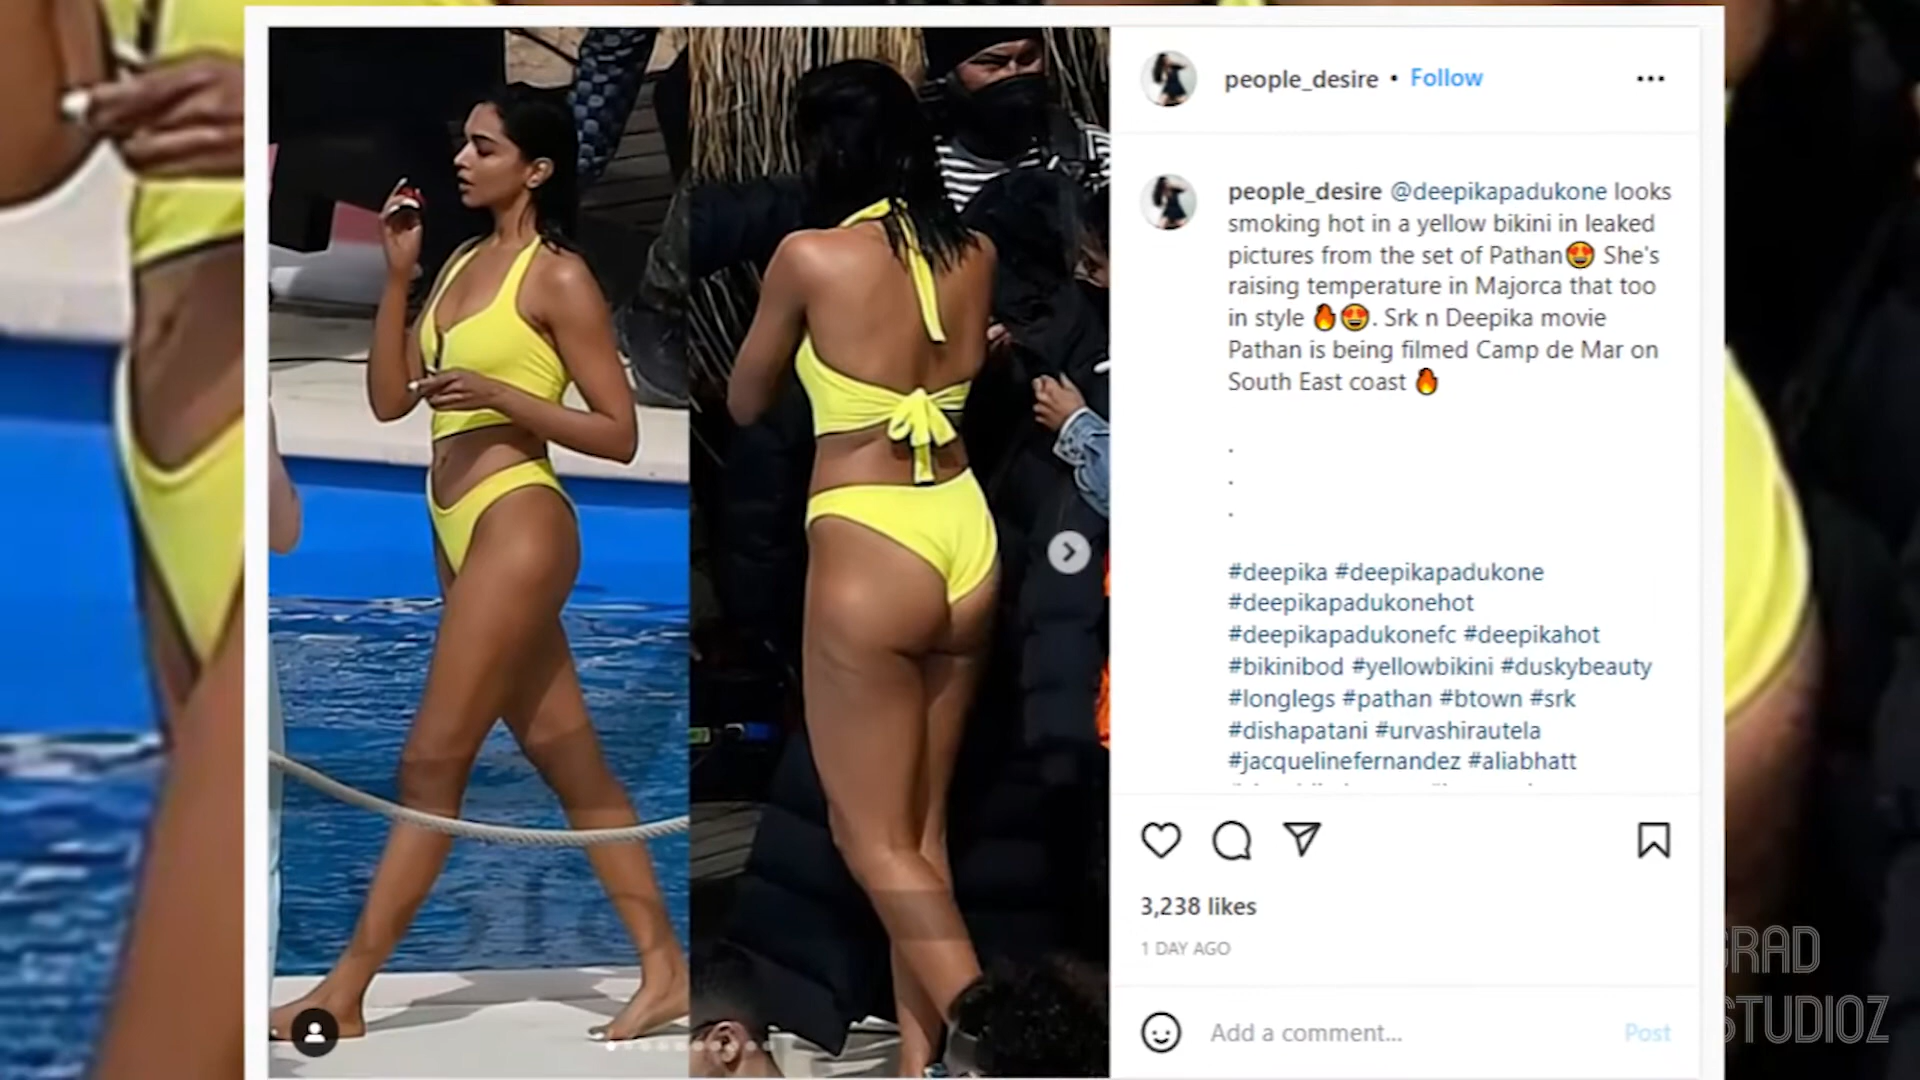 people_desire • Follow
people_desire @deepikapadukone looks
smoking hot in a yellow bikini in leaked
pictures from the set of Pathan😍 She's
raising temperature in Majorca that too
in style 🔥😍. Srk n Deepika movie
Pathan is being filmed Camp de Mar on
South East coast 🔥
.
.
.
#deepika #deepikapadukone
#deepikapadukonehot
#deepikapadukonefc #deepikahot
#bikinibod #yellowbikini #duskybeauty
#longlegs #pathan #btown #srk
#dishapatani #urvashirautela
#jacquelinefernandez #aliabhatt
3,238 likes
1 DAY AGO
Add a comment... Post
GRAD
STUDIOZ